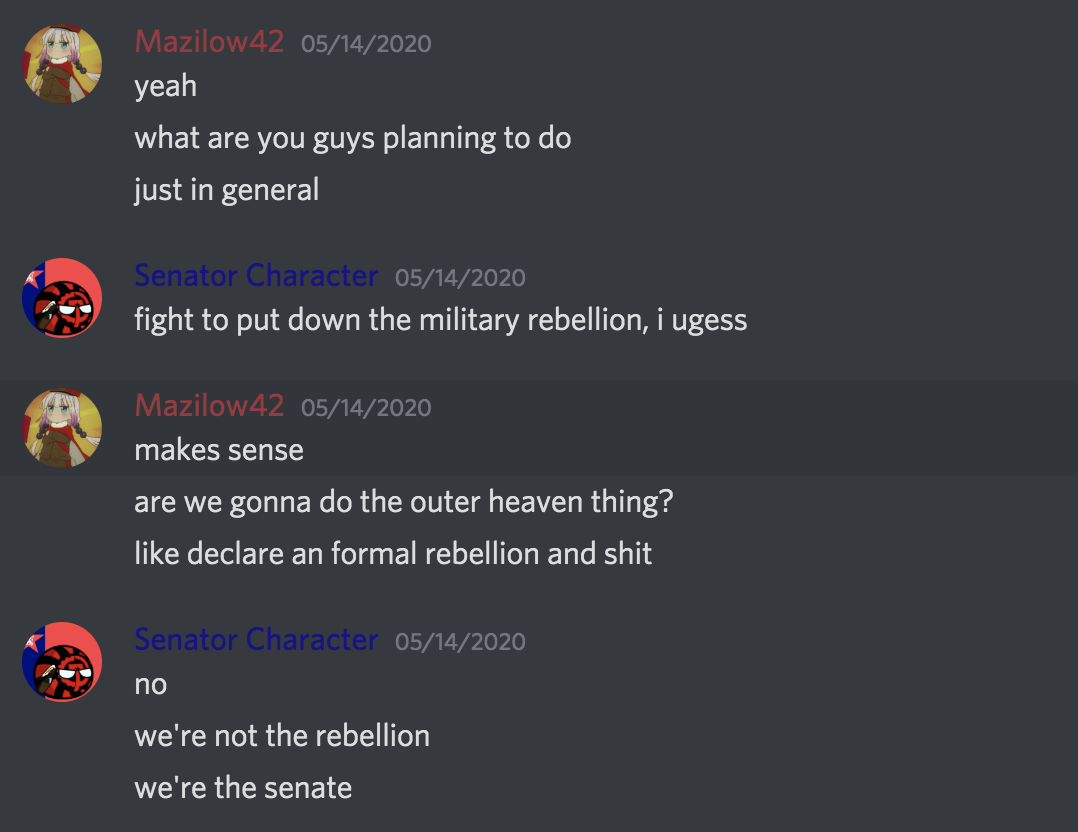 Mazilow42 05/14/2020
yeah
what are you guys planning to do
just in general
Senator Character 05/14/2020
fight to put down the military rebellion, i ugess
Mazilow42 05/14/2020
makes sense
are we gonna do the outer heaven thing?
like declare an formal rebellion and shit
Senator Character 05/14/2020
no
we're not the rebellion
we're the senate